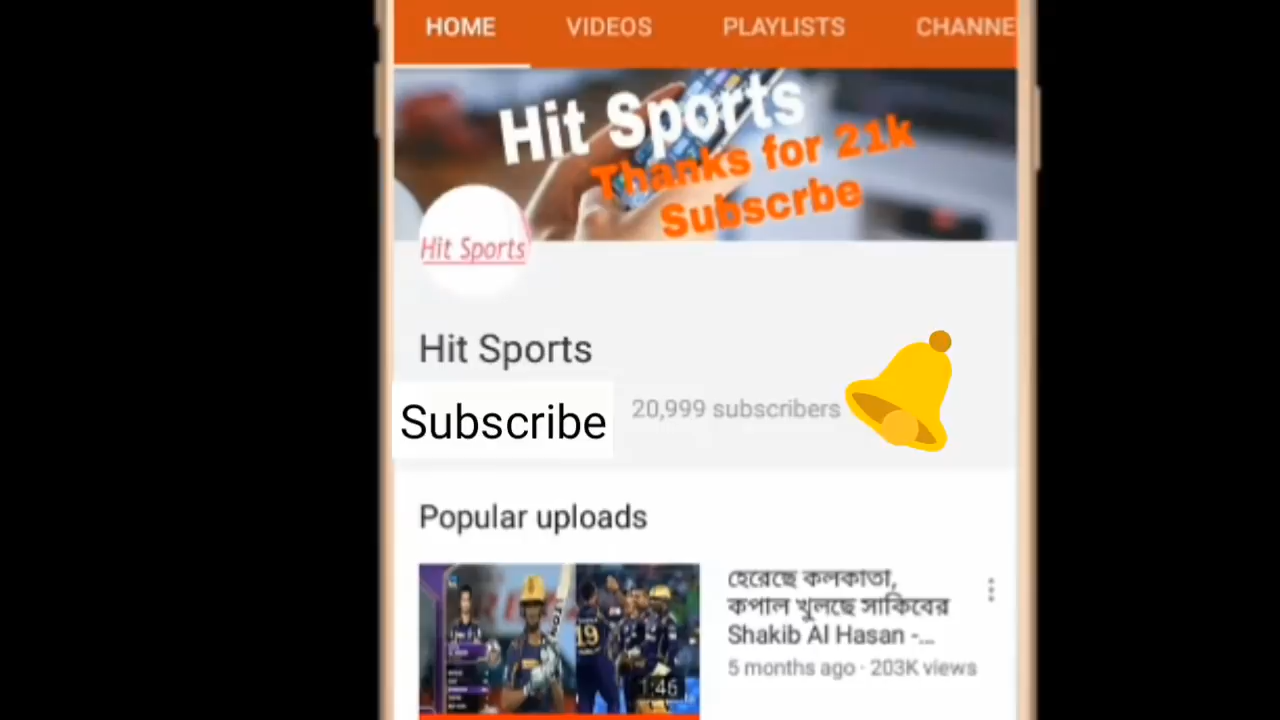 HOME VIDEOS PLAYLISTS CHANNE
Hit Sports
Thanks for 21k
Subscrbe
Hit Sports
Hit Sports
Subscribe 20,999 subscribers
Popular uploads
হেরেছে কলকাতা,
কপাল খুলছে সাকিবের
Shakib Al Hasan -...
5 months ago · 203K views
19
1:46